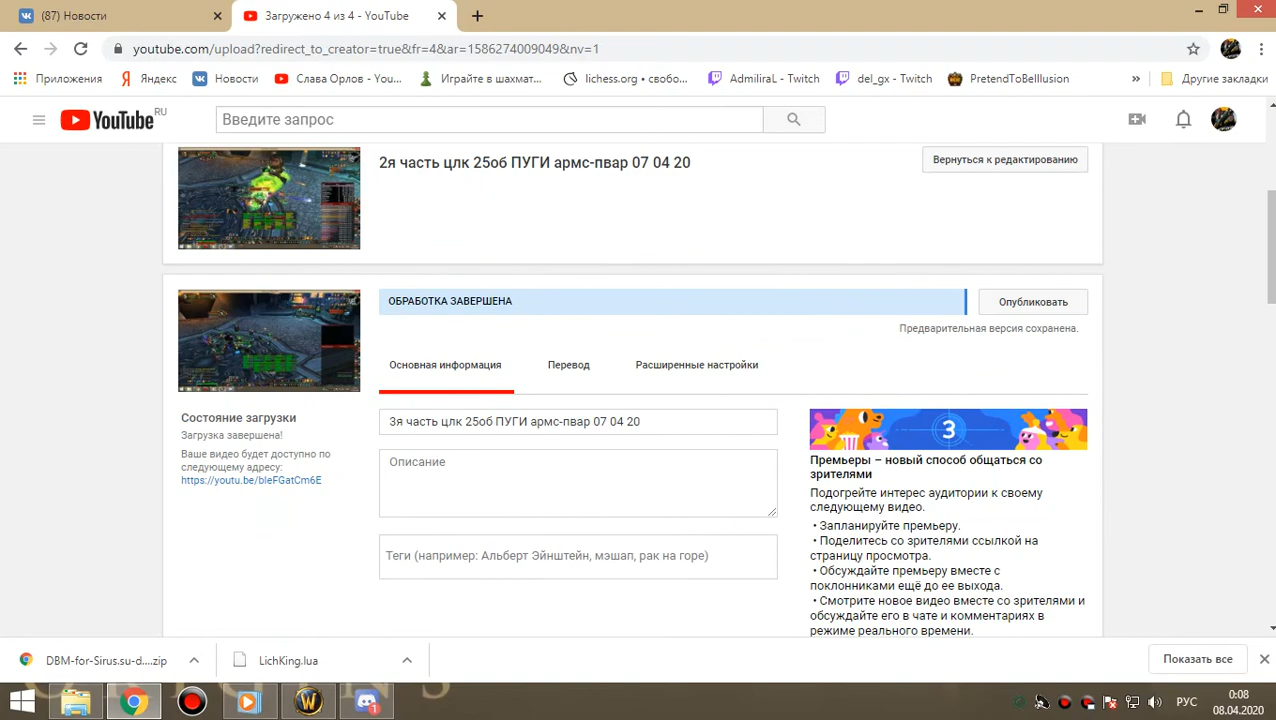 (87) Новости
Загружено 4 из 4 - YouTube
youtube.com/upload?redirect_to_creator=true&fr=4&ar=1586274009049&nv=1
Приложения
Яндекс
Новости
Слава Орлов - You...
Играйте в шахмат...
lichess.org • свобо...
AdmiraL - Twitch
del_gx - Twitch
PretendToBeIllusion
»
Другие закладки
YouTube RU
Введите запрос
2я часть цлк 25об ПУГИ армс-пвар 07 04 20
Вернуться к редактированию
ОБРАБОТКА ЗАВЕРШЕНА
Опубликовать
Предварительная версия сохранена.
Основная информация
Перевод
Расширенные настройки
Состояние загрузки
Загрузка завершена!
Ваше видео будет доступно по
следующему адресу:
https://youtu.be/bleFGatCm6E
3я часть цлк 25об ПУГИ армс-пвар 07 04 20
Описание
Теги (например: Альберт Эйнштейн, мэшап, рак на горе)
3
Премьеры – новый способ общаться со
зрителями
Подогрейте интерес аудитории к своему
следующему видео.
• Запланируйте премьеру.
• Поделитесь со зрителями ссылкой на
страницу просмотра.
• Обсуждайте премьеру вместе с
поклонниками ещё до ее выхода.
• Смотрите новое видео вместе со зрителями и
обсуждайте его в чате и комментариях в
режиме реального времени.
DBM-for-Sirus.su-d....zip
LichKing.lua
Показать все
РУС
0:08
08.04.2020